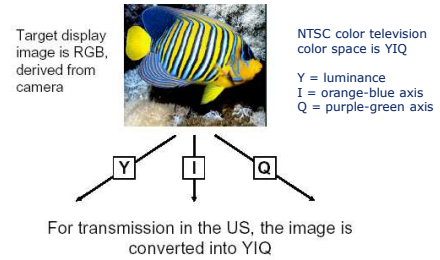 Target display
image is RGB,
derived from
camera
NTSC color television
color space is YIQ
Y = luminance
I = orange-blue axis
Q = purple-green axis
Y
I
Q
For transmission in the US, the image is
converted into YIQ